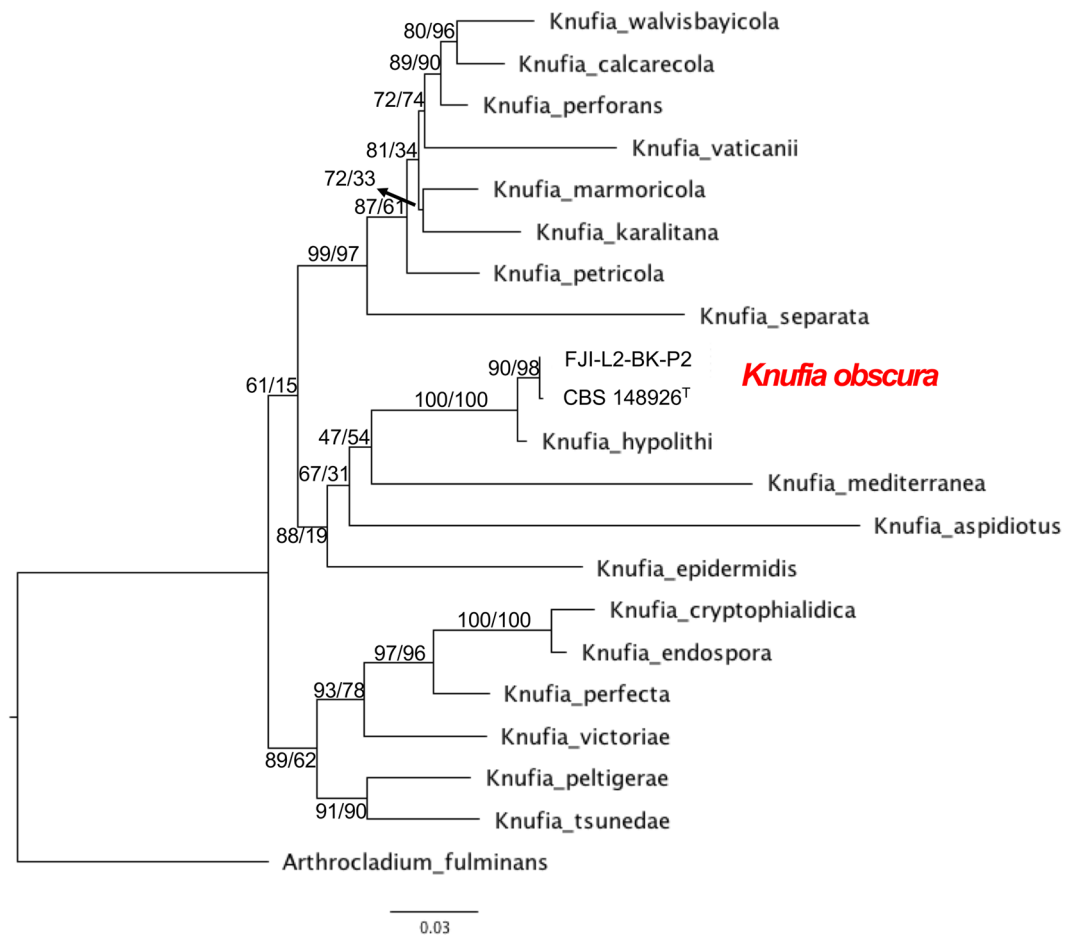 Knufia_walvisbayicola
80/96
Knufia_calcarecola
89/90
Knufia_perforans
72/74
Knufia_vaticanii
81/34
72/33
Knufia_marmoricola
87/61
Knufia_karalitana
99/97
Knufia_petricola
Knufia_separata
FJI-L2-BK-P2
90/98
Knufia obscura
61/15
CBS 148926ᵀ
100/100
47/54
Knufia_hypolithi
67/31
Knufia_mediterranea
Knufia_aspidiotus
88/19
Knufia_epidermidis
Knufia_cryptophialidica
100/100
97/96
Knufia_endospora
93/78
Knufia_perfecta
Knufia_victoriae
89/62
Knufia_peltigerae
91/90
Knufia_tsunedae
Arthrocladium_fulminans
0.03